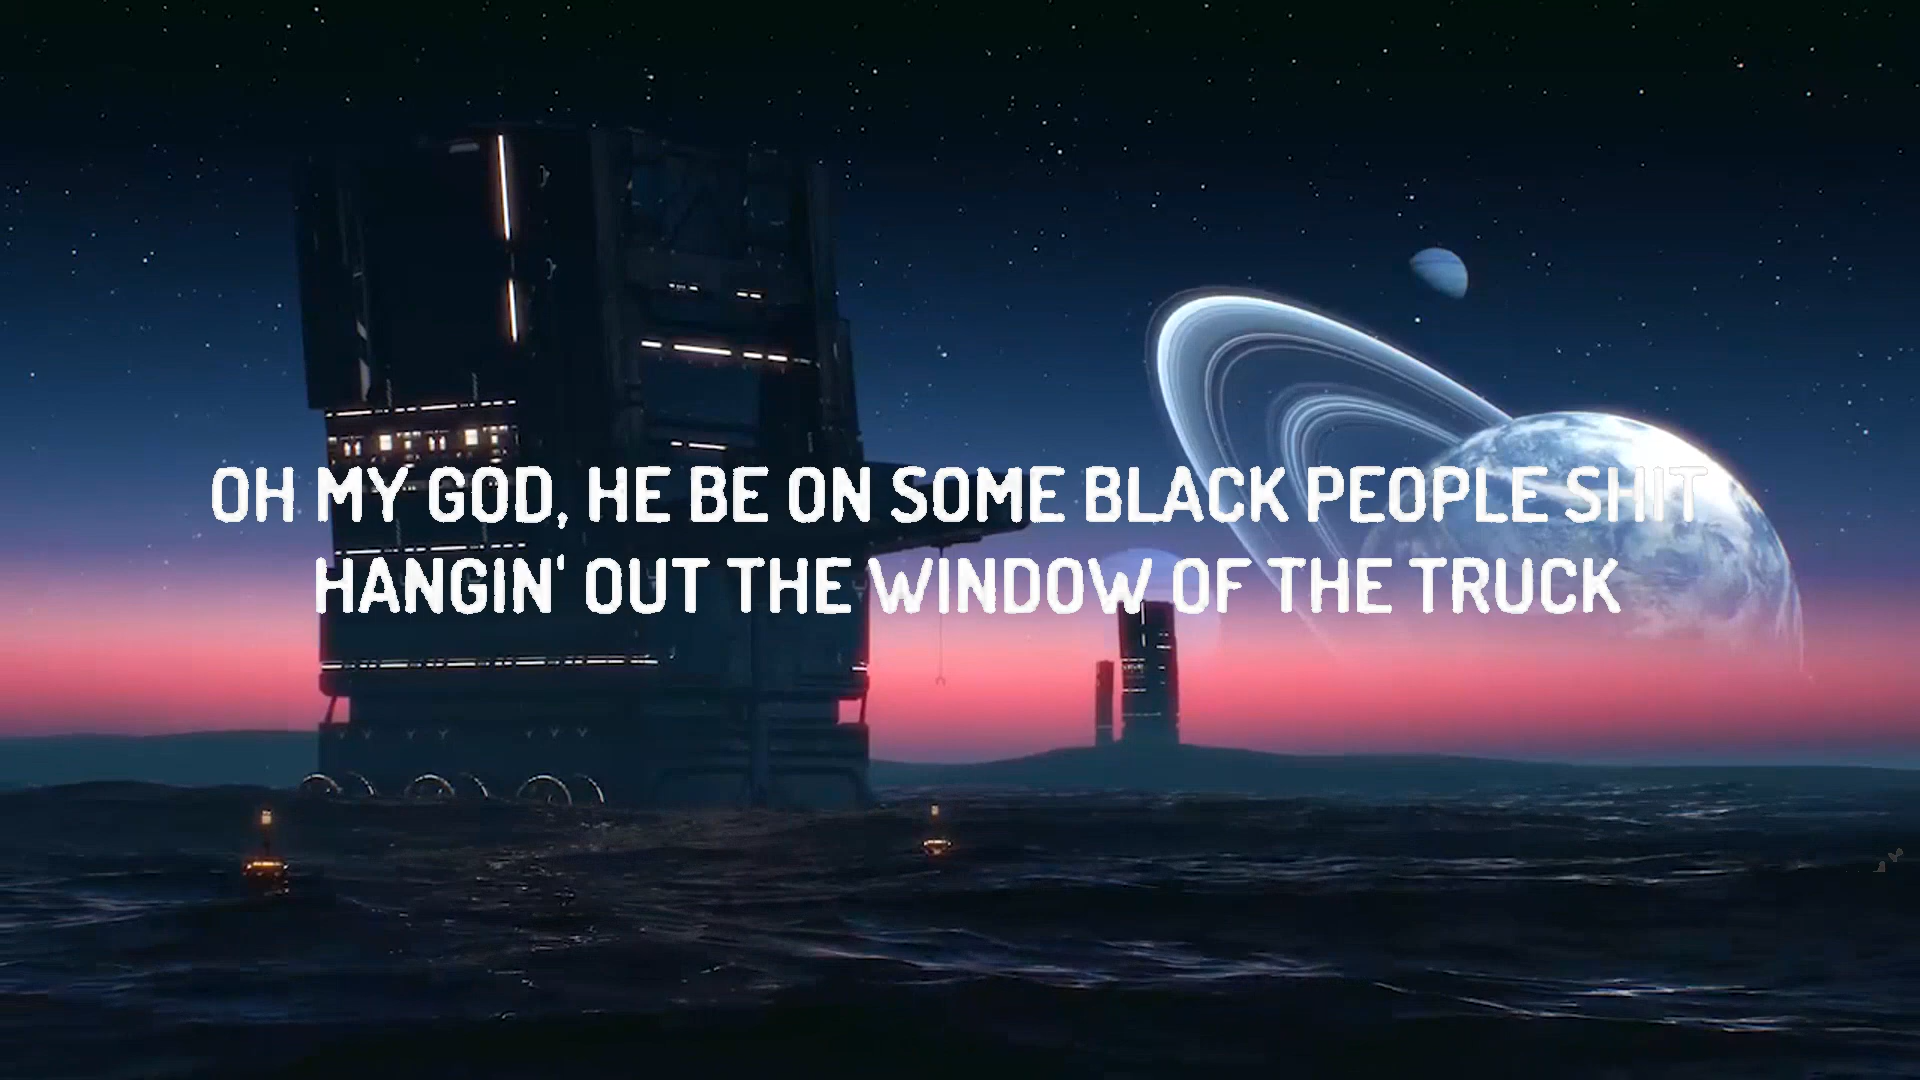 OH MY GOD, HE BE ON SOME BLACK PEOPLE SHIT
HANGIN' OUT THE WINDOW OF THE TRUCK